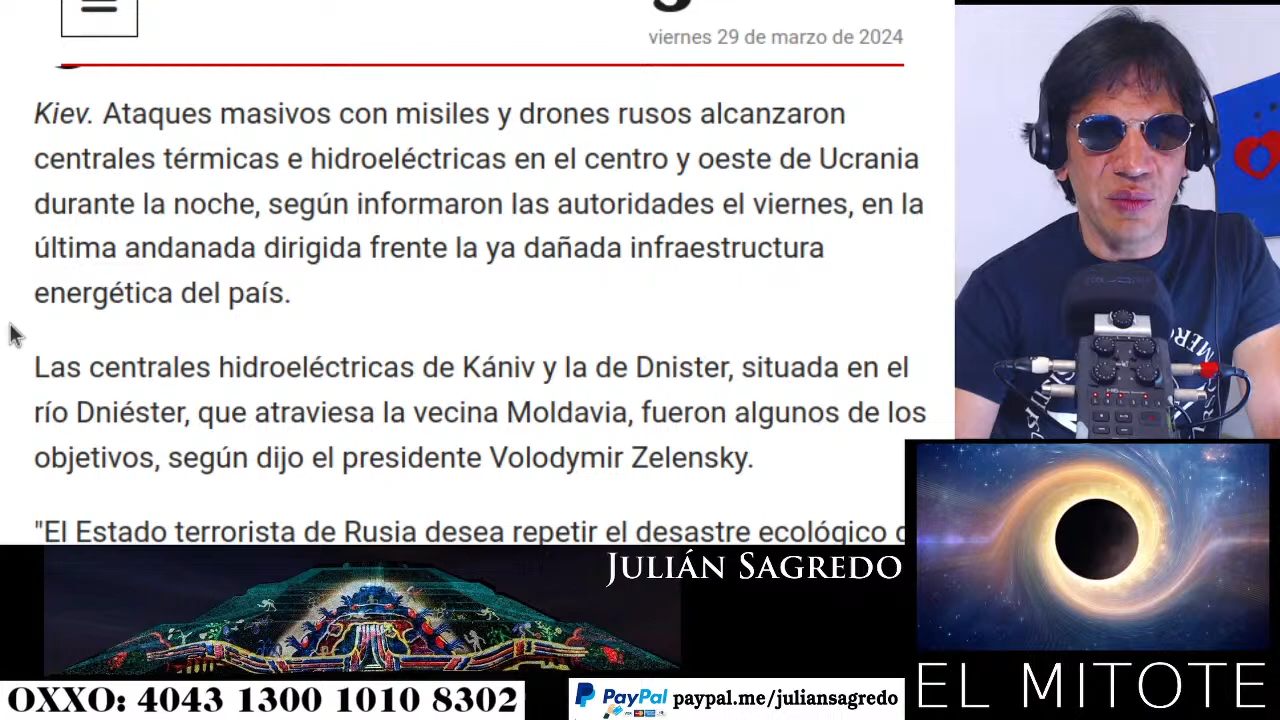 viernes 29 de marzo de 2024
Kiev. Ataques masivos con misiles y drones rusos alcanzaron
centrales térmicas e hidroeléctricas en el centro y oeste de Ucrania
durante la noche, según informaron las autoridades el viernes, en la
última andanada dirigida frente la ya dañada infraestructura
energética del país.
Las centrales hidroeléctricas de Kániv y la de Dnister, situada en el
río Dniéster, que atraviesa la vecina Moldavia, fueron algunos de los
objetivos, según dijo el presidente Volodymir Zelensky.
"El Estado terrorista de Rusia desea repetir el desastre ecológico
JULIÁN SAGREDO
OXXO: 4043 1300 1010 8302
PayPal paypal.me/juliansagredo
EL MITOTE